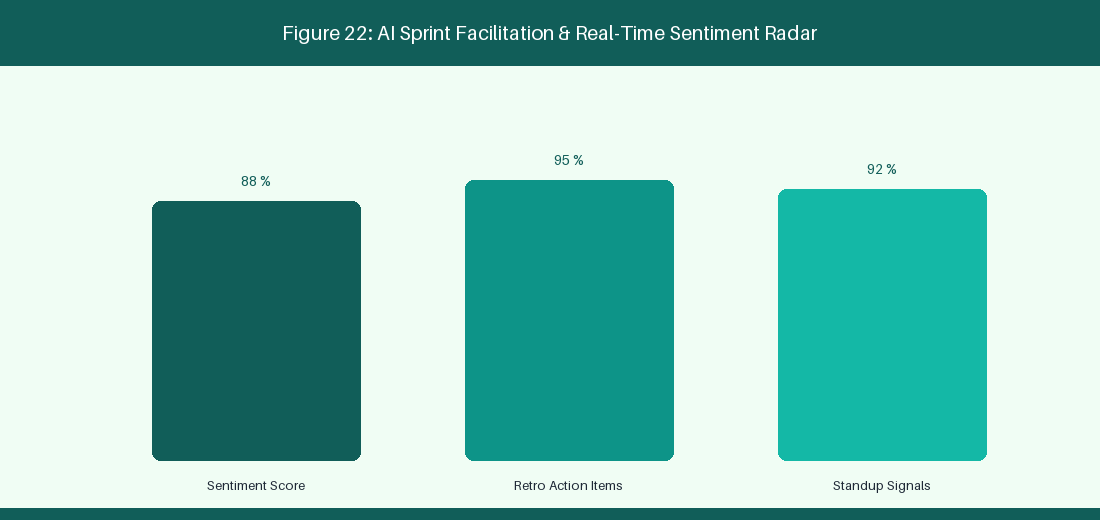 Figure 22: AI Sprint Facilitation & Real-Time Sentiment Radar
88 %
95 %
92 %
Sentiment Score
Retro Action Items
Standup Signals